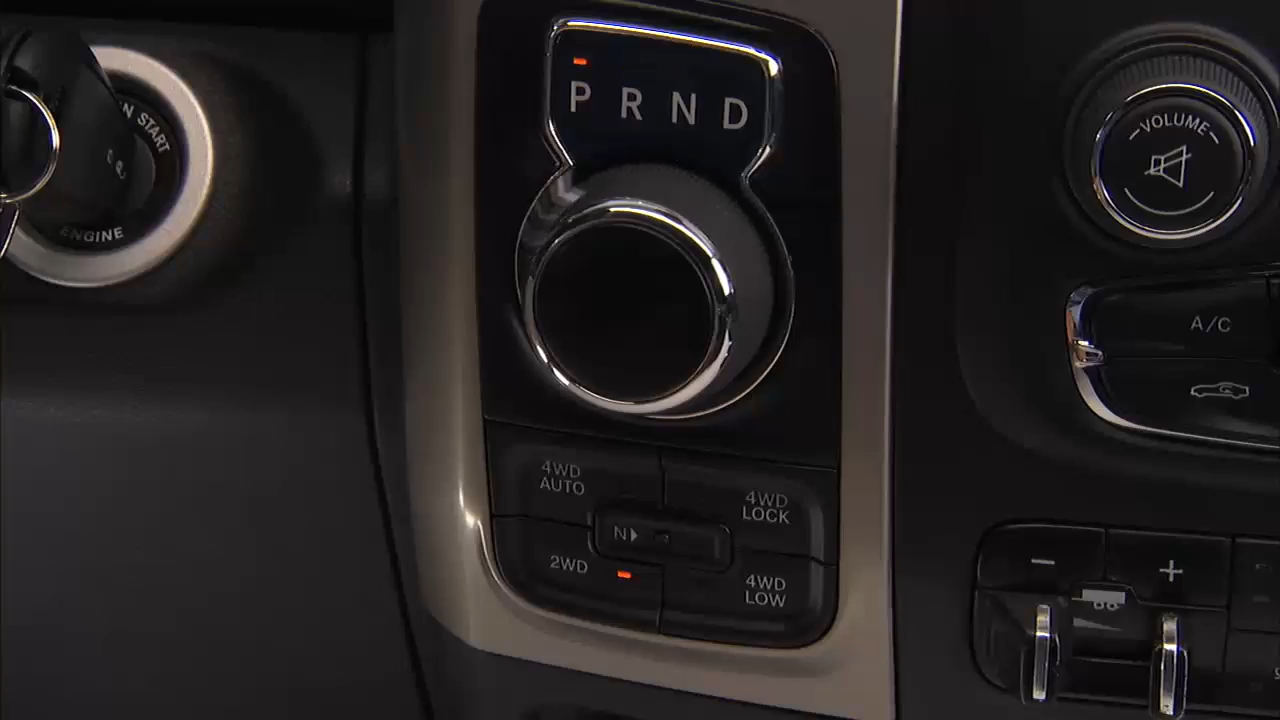 N START
ENGINE
P R N D
VOLUME
A/C
4WD
AUTO
4WD
LOCK
N
2WD
4WD
LOW
− +